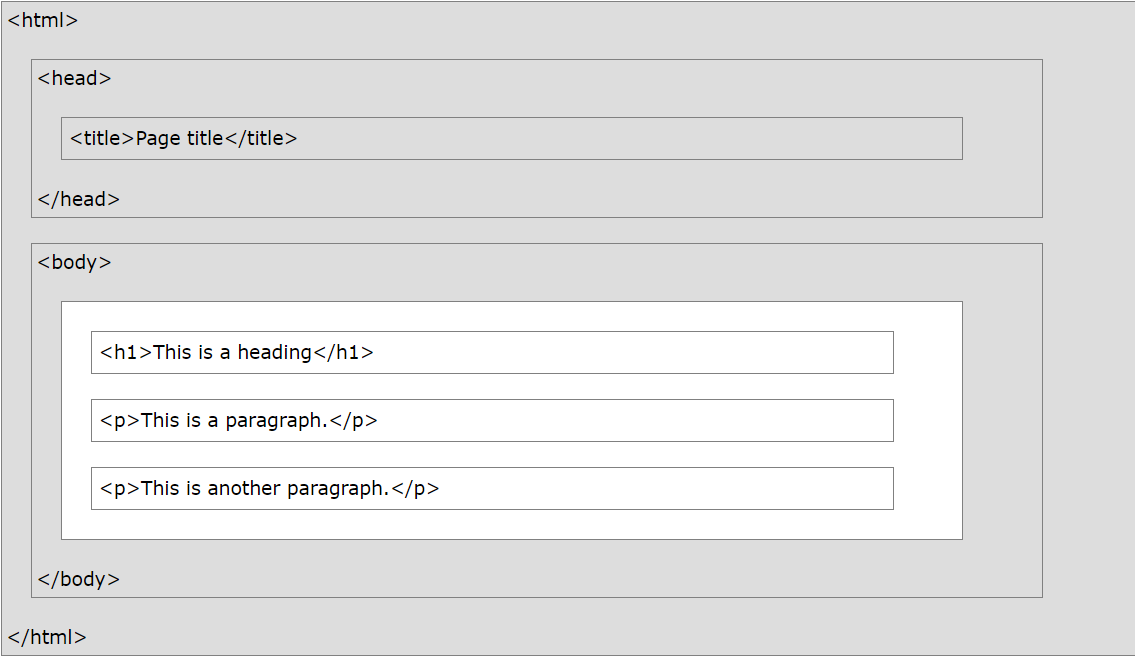 <html>
<head>
<title>Page title</title>
</head>
<body>
<h1>This is a heading</h1>
<p>This is a paragraph.</p>
<p>This is another paragraph.</p>
</body>
</html>